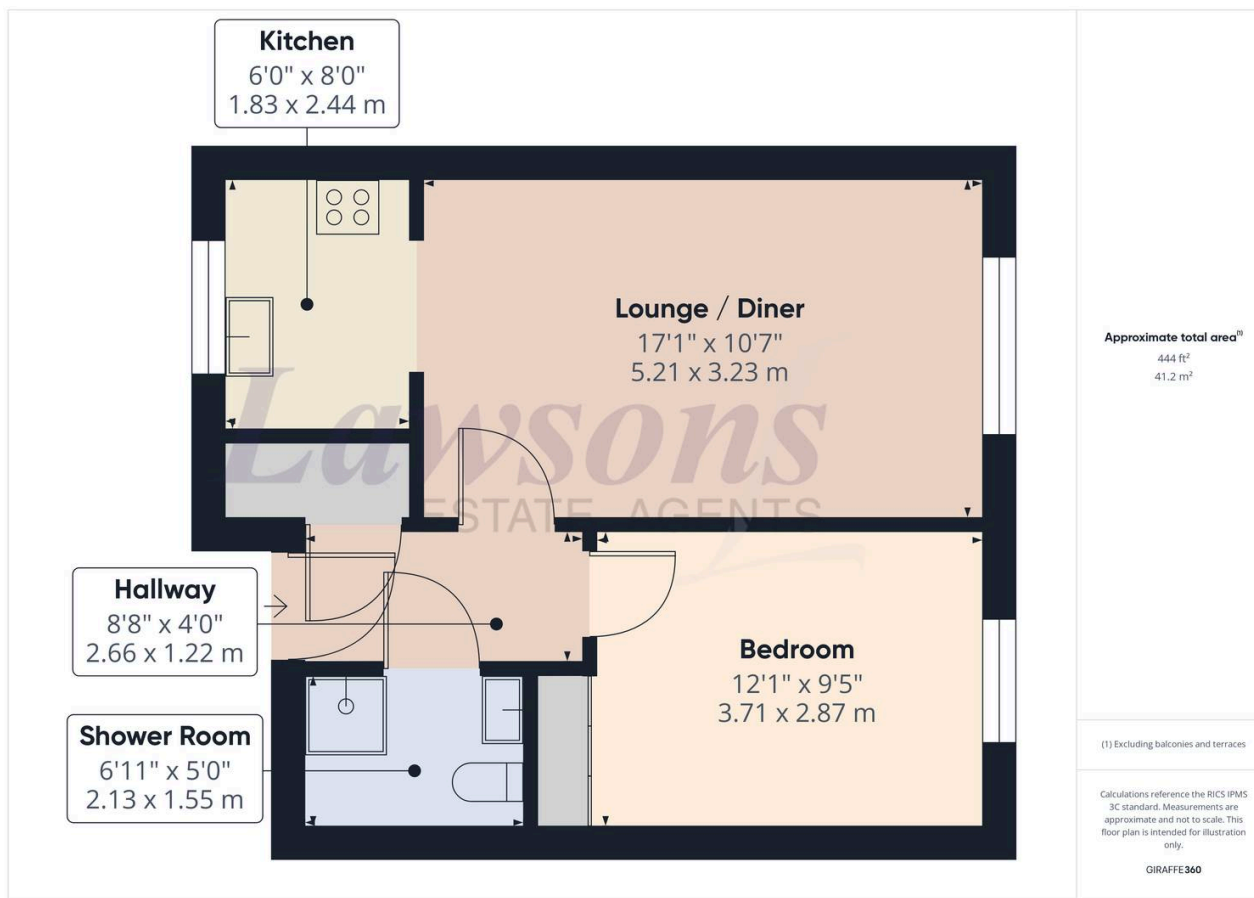 Kitchen
6'0" x 8'0"
1.83 x 2.44 m
Lounge / Diner
17'1" x 10'7"
5.21 x 3.23 m
Approximate total area(1)
444 ft²
41.2 m²
Lawsons
ESTATE AGENTS
Hallway
8'8" x 4'0"
2.66 x 1.22 m
Bedroom
12'1" x 9'5"
3.71 x 2.87 m
Shower Room
6'11" x 5'0"
2.13 x 1.55 m
(1) Excluding balconies and terraces
Calculations reference the RICS IPMS
3C standard. Measurements are
approximate and not to scale. This
floor plan is intended for illustration
only.
GIRAFFE360